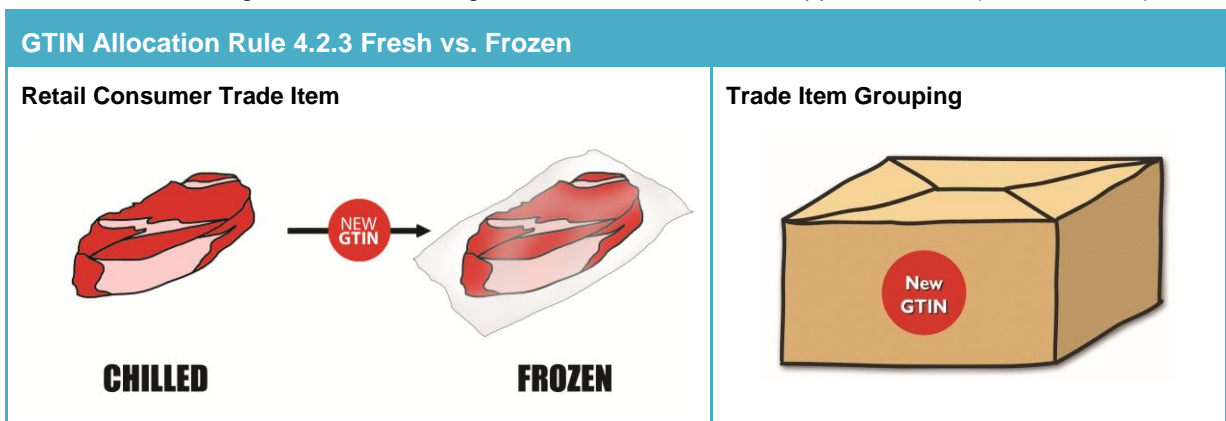 GTIN Allocation Rule 4.2.3 Fresh vs. Frozen
Retail Consumer Trade Item
Trade Item Grouping
NEW
GTIN
CHILLED
FROZEN
New
GTIN